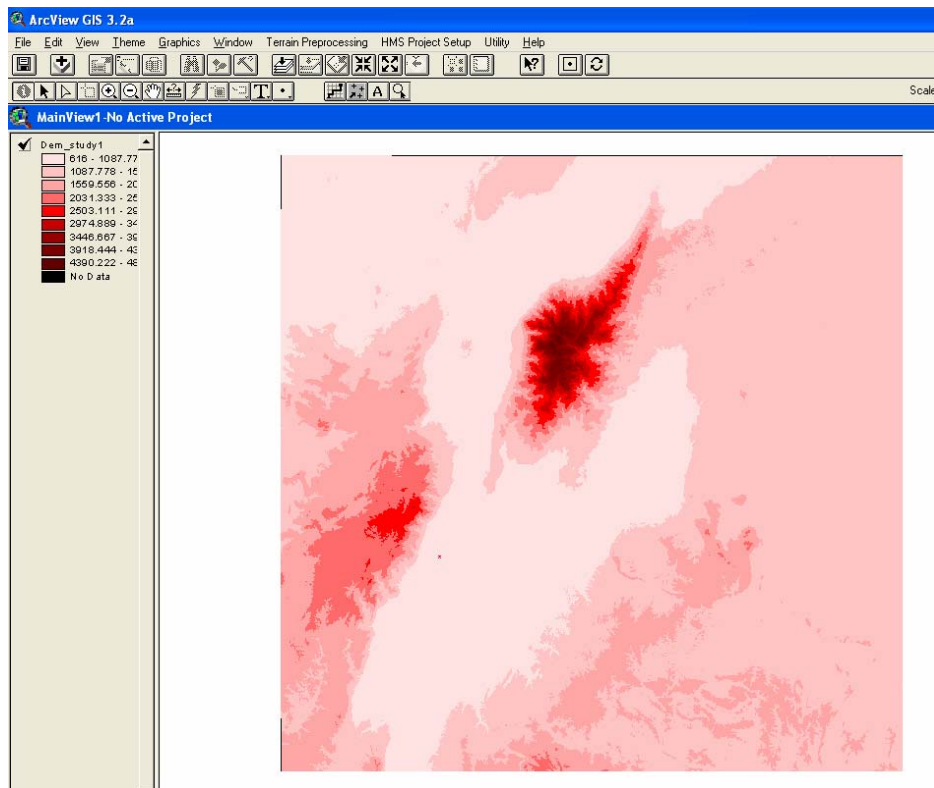 ArcView GIS 3.2a
File Edit View Theme Graphics Window Terrain Preprocessing HMS Project Setup Utility Help
T A
Scale
MainView1-No Active Project
Dem_study1
616 - 1087.77
1087.778 - 15
1559.556 - 20
2031.333 - 25
2503.111 - 29
2974.889 - 34
3446.667 - 39
3918.444 - 43
4390.222 - 48
No Data